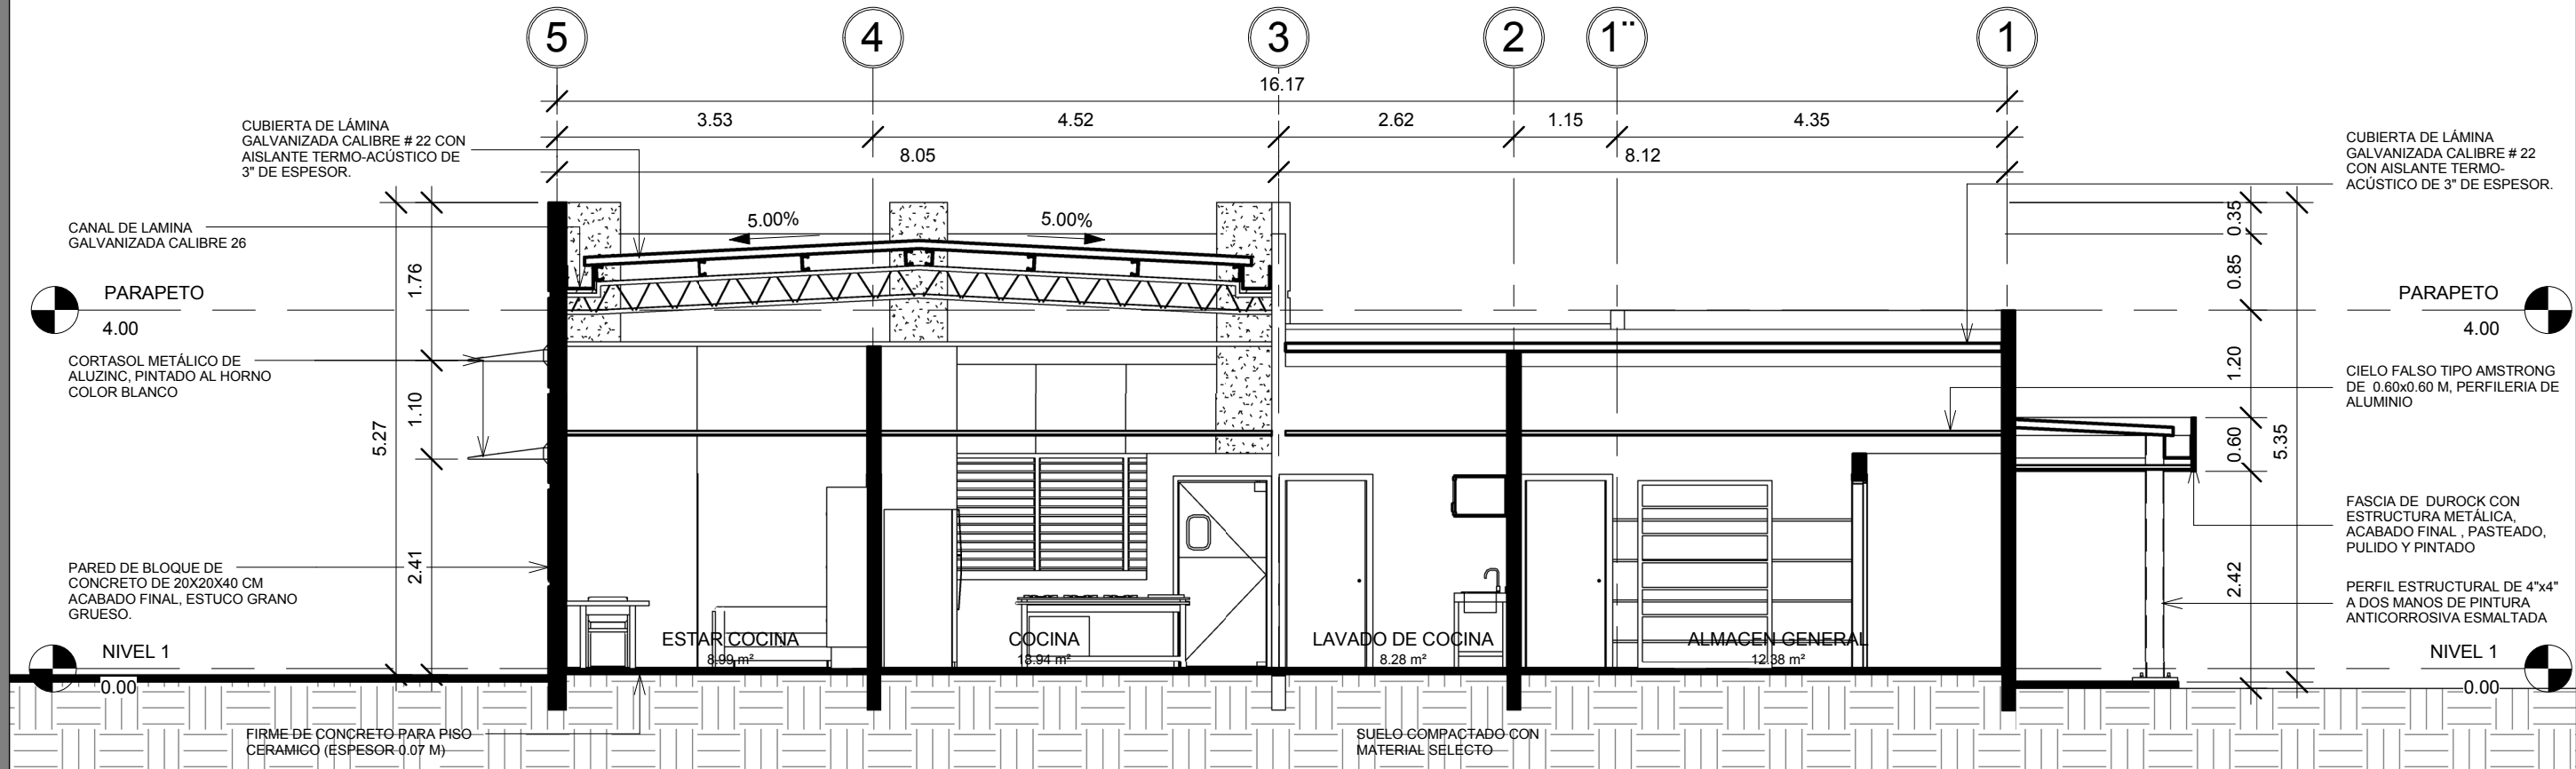 5
4
3
2
1¨
1
16.17
3.53
4.52
2.62
1.15
4.35
8.05
8.12
CUBIERTA DE LÁMINA
GALVANIZADA CALIBRE # 22 CON
AISLANTE TERMO-ACÚSTICO DE
3" DE ESPESOR.
CANAL DE LAMINA
GALVANIZADA CALIBRE 26
PARAPETO
4.00
CORTASOL METÁLICO DE
ALUZINC, PINTADO AL HORNO
COLOR BLANCO
PARED DE BLOQUE DE
CONCRETO DE 20X20X40 CM
ACABADO FINAL, ESTUCO GRANO
GRUESO.
NIVEL 1
0.00
FIRME DE CONCRETO PARA PISO
CERAMICO (ESPESOR 0.07 M)
5.27
1.76
1.10
2.41
5.00%
5.00%
ESTAR COCINA
8.99 m²
COCINA
18.94 m²
LAVADO DE COCINA
8.28 m²
ALMACEN GENERAL
12.38 m²
SUELO COMPACTADO CON
MATERIAL SELECTO
0.35
0.85
1.20
0.60
2.42
5.35
CUBIERTA DE LÁMINA
GALVANIZADA CALIBRE # 22
CON AISLANTE TERMO-
ACÚSTICO DE 3" DE ESPESOR.
PARAPETO
4.00
CIELO FALSO TIPO AMSTRONG
DE 0.60x0.60 M, PERFILERIA DE
ALUMINIO
FASCIA DE DUROCK CON
ESTRUCTURA METÁLICA,
ACABADO FINAL , PASTEADO,
PULIDO Y PINTADO
PERFIL ESTRUCTURAL DE 4"x4"
A DOS MANOS DE PINTURA
ANTICORROSIVA ESMALTADA
NIVEL 1
0.00